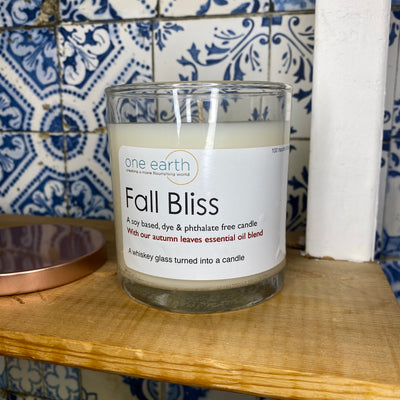 one earth
creating a more flourishing world
Fall Bliss
A soy based, dye & phthalate free candle
With our autumn leaves essential oil blend
A whiskey glass turned into a candle